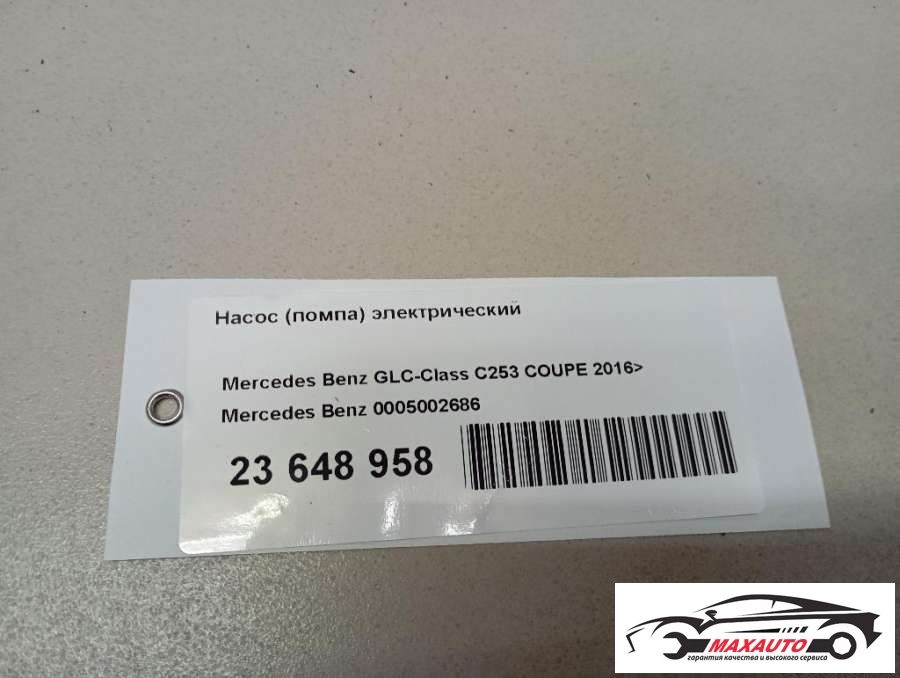 Насос (помпа) электрический
Mercedes Benz GLC-Class C253 COUPE 2016>
Mercedes Benz 0005002686
23 648 958
MAXAUTO
гарантия качества и высокого сервиса